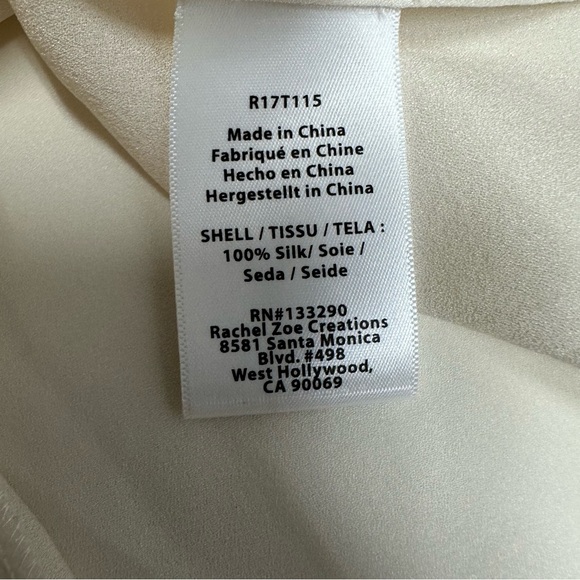 R17T115
Made in China
Fabriqué en Chine
Hecho en China
Hergestellt in China
SHELL / TISSU / TELA :
100% Silk/ Soie /
Seda / Seide
RN#133290
Rachel Zoe Creations
8581 Santa Monica
Blvd. #498
West Hollywood,
CA 90069